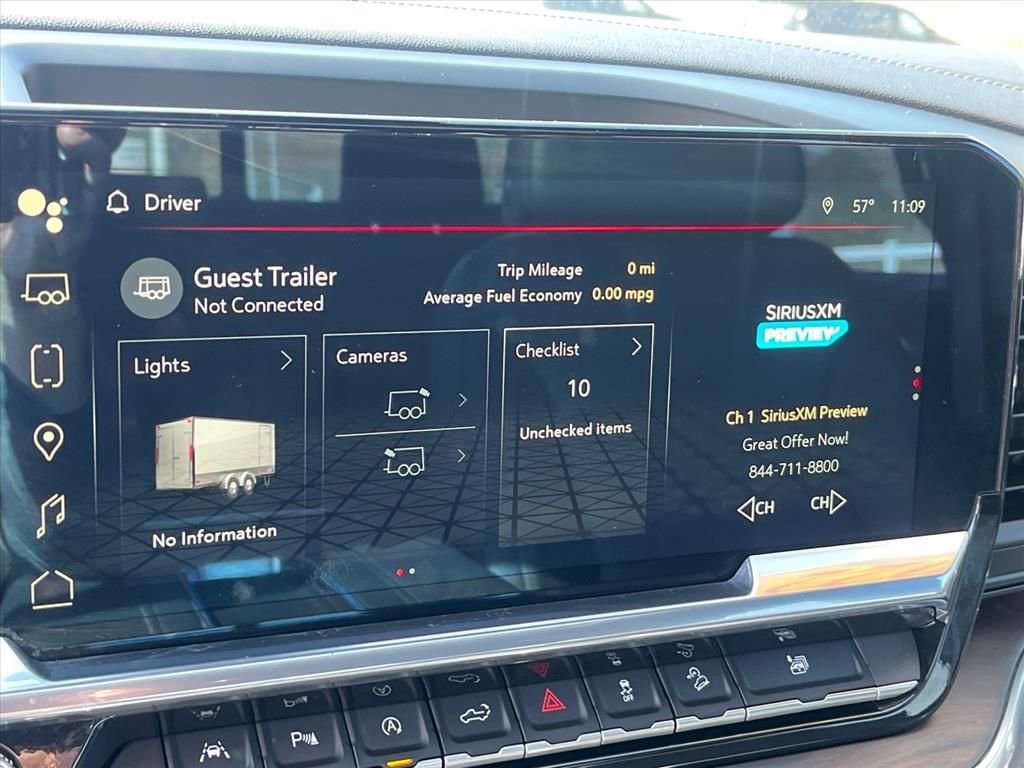 Driver
57° 11:09
Guest Trailer
Not Connected
Trip Mileage 0 mi
Average Fuel Economy 0.00 mpg
Lights
No Information
Cameras
Checklist
10
Unchecked items
SIRIUSXM
PREVIEW
Ch 1 SiriusXM Preview
Great Offer Now!
844-711-8800
CH
CH
P
A
OFF